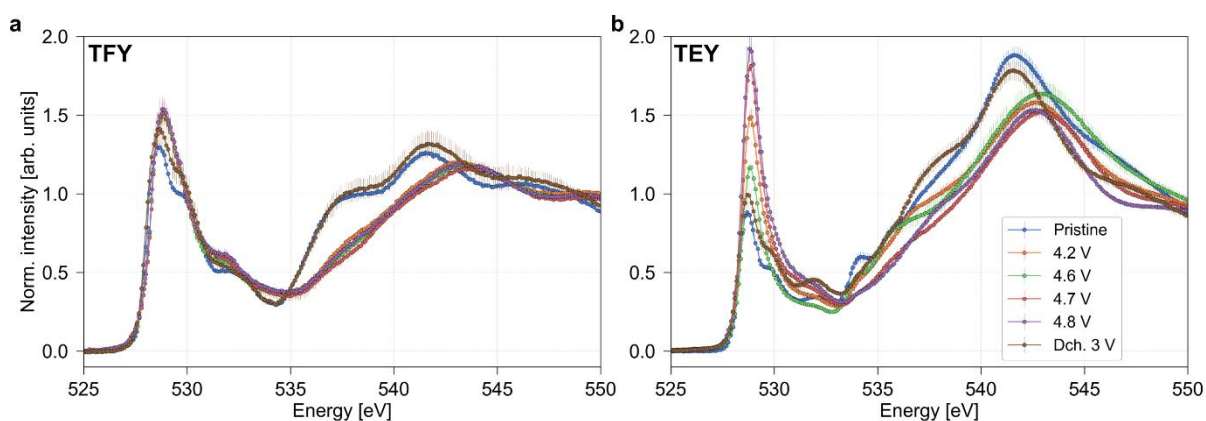 a
TFY
Norm. intensity [arb. units]
2.0
1.5
1.0
0.5
0.0
525
530
535
540
545
550
Energy [eV]
b
TEY
2.0
1.5
1.0
0.5
0.0
525
530
535
540
545
550
Energy [eV]
Pristine
4.2 V
4.6 V
4.7 V
4.8 V
Dch. 3 V